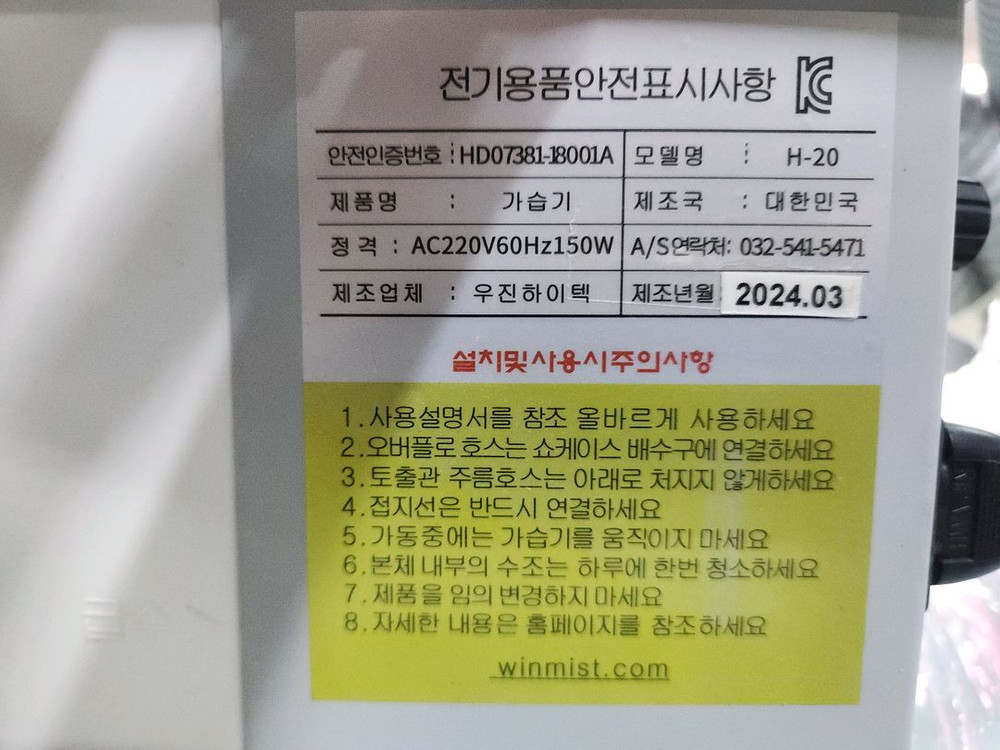 전기용품안전표시사항
안전인증번호 : HD07381-18001A 모델명 : H-20
제품명 : 가습기 제조국 : 대한민국
정격 : AC220V60Hz150W A/S연락처: 032-541-5471
제조업체 : 우진하이텍 제조년월 2024.03
설치및사용시주의사항
1. 사용설명서를 참조 올바르게 사용하세요
2. 오버플로 호스는 쇼케이스 배수구에 연결하세요
3. 토출관 주름호스는 아래로 처지지 않게하세요
4. 접지선은 반드시 연결하세요
5. 가동중에는 가습기를 움직이지 마세요
6. 본체 내부의 수조는 하루에 한번 청소하세요
7. 제품을 임의 변경하지 마세요
8. 자세한 내용은 홈페이지를 참조하세요
winmist.com